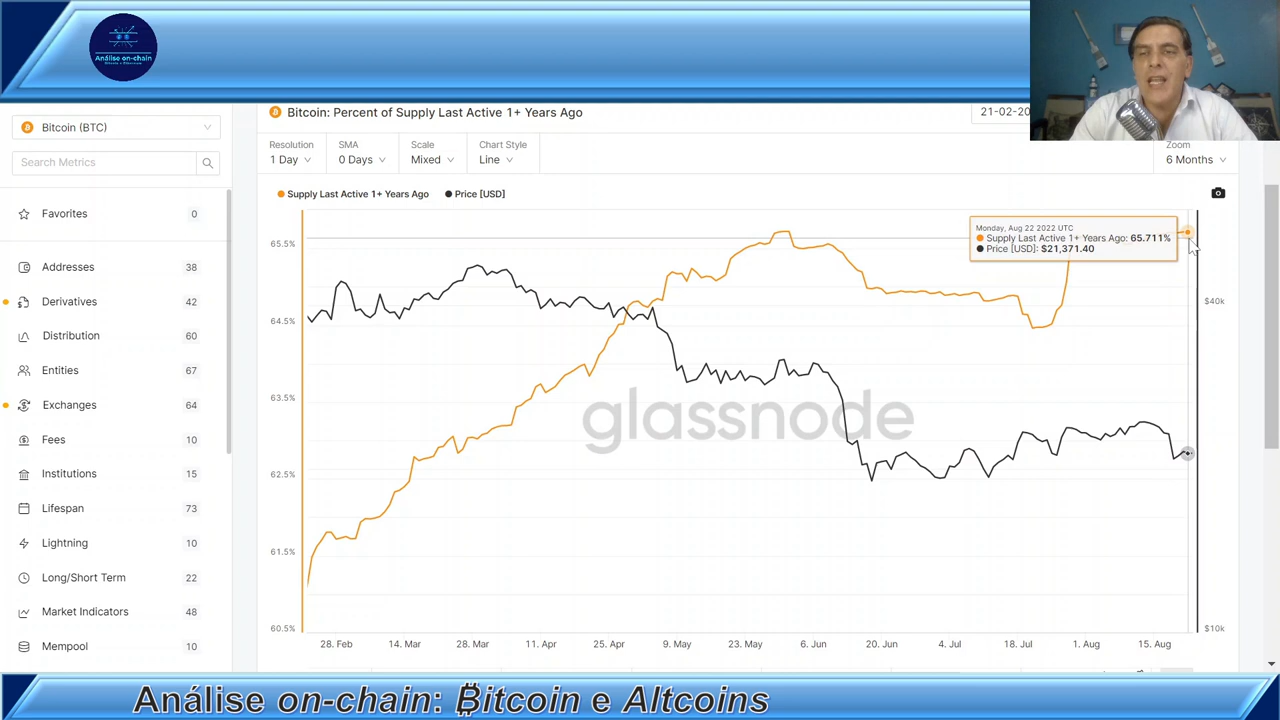 Análise on-chain
Bitcoin: Percent of Supply Last Active 1+ Years Ago
21-02-20
Bitcoin (BTC)
Search Metrics
Favorites 0
Addresses 38
Derivatives 42
Distribution 60
Entities 67
Exchanges 64
Fees 10
Institutions 15
Lifespan 73
Lightning 10
Long/Short Term 22
Market Indicators 48
Mempool 10
Resolution
1 Day
SMA
0 Days
Scale
Mixed
Chart Style
Line
Zoom
6 Months
Supply Last Active 1+ Years Ago Price [USD]
Monday, Aug 22 2022 UTC
Supply Last Active 1+ Years Ago: 65.711%
Price [USD]: $21,371.40
65.5%
64.5%
63.5%
62.5%
61.5%
60.5%
$40k
$10k
glassnode
28. Feb 14. Mar 28. Mar 11. Apr 25. Apr 9. May 23. May 6. Jun 20. Jun 4. Jul 18. Jul 1. Aug 15. Aug
Análise on-chain: ₿itcoin e Altcoins